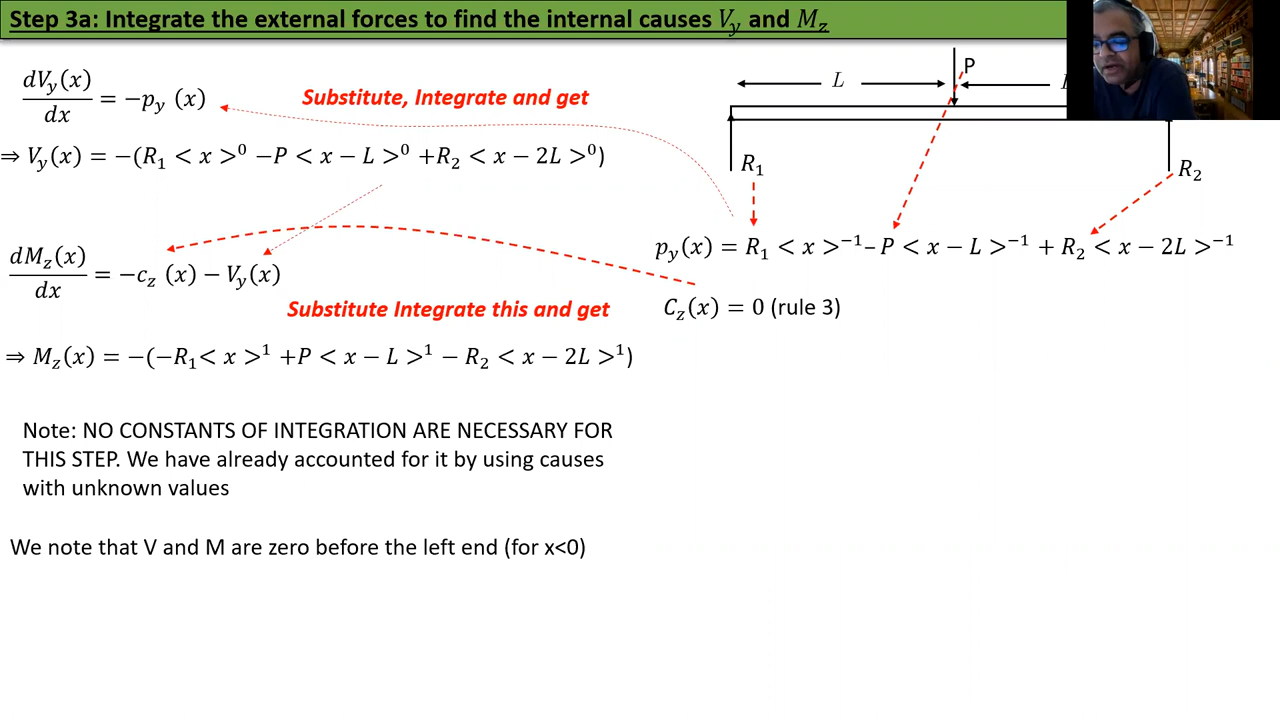 Step 3a: Integrate the external forces to find the internal causes V_y and M_z
dV_y(x)/dx = −p_y (x)
Substitute, Integrate and get
⇒ V_y(x) = −(R_1 < x >^0 −P < x − L >^0 +R_2 < x − 2L >^0)
L
P
R_1
R_2
p_y(x) = R_1 < x >^−1 – P < x − L >^−1 + R_2 < x − 2L >^−1
dM_z(x)/dx = −c_z (x) − V_y(x)
Substitute Integrate this and get
C_z(x) = 0 (rule 3)
⇒ M_z(x) = −(−R_1< x >^1 +P < x − L >^1 − R_2 < x − 2L >^1)
Note: NO CONSTANTS OF INTEGRATION ARE NECESSARY FOR
THIS STEP. We have already accounted for it by using causes
with unknown values
We note that V and M are zero before the left end (for x<0)